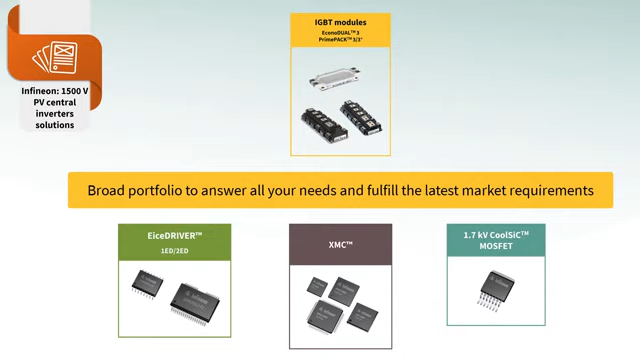 IGBT modules
EconoDUAL™ 3
PrimePACK™ 3/3+
Infineon: 1500 V
PV central
inverters
solutions
Broad portfolio to answer all your needs and fulfill the latest market requirements
EiceDRIVER™
1ED/2ED
XMC™
1.7 kV CoolSiC™
MOSFET